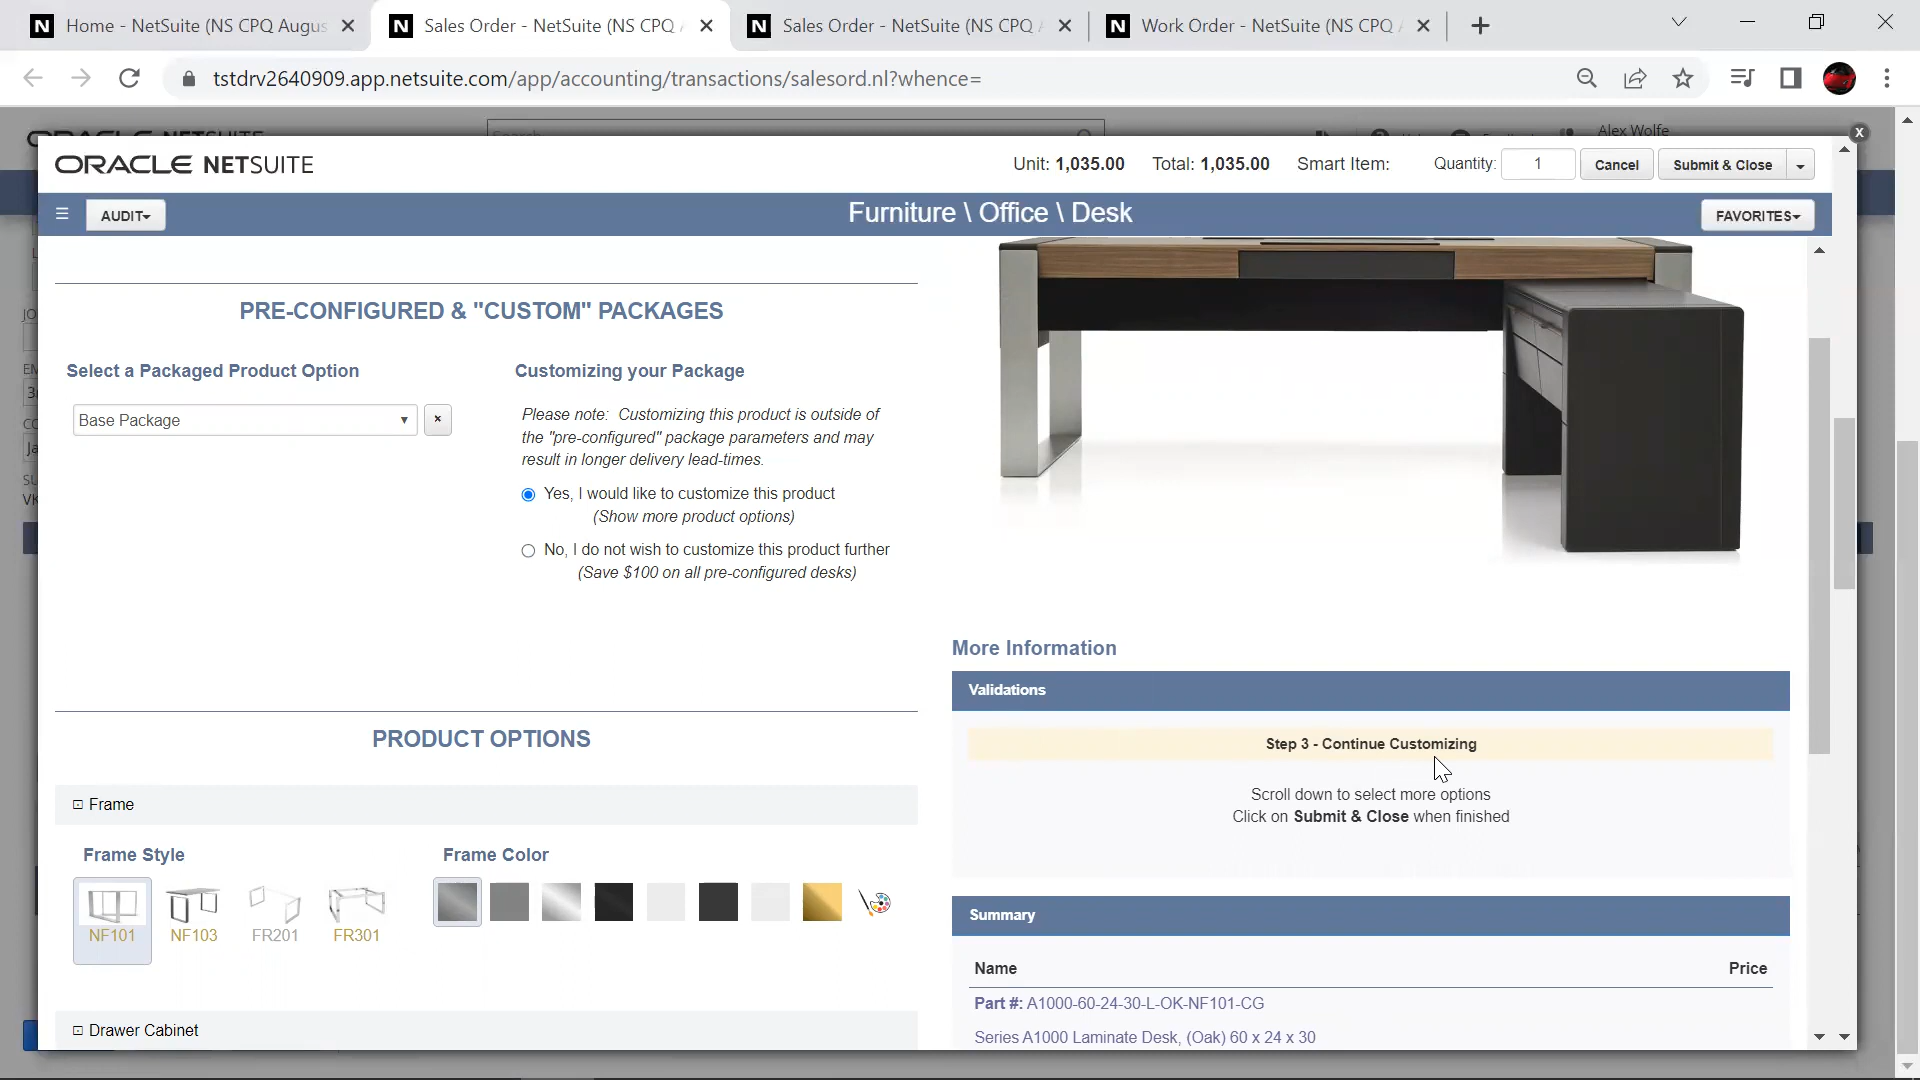 Home - NetSuite (NS CPQ Augus
Sales Order - NetSuite (NS CPQ
Sales Order - NetSuite (NS CPQ
Work Order - NetSuite (NS CPQ
tstdrv2640909.app.netsuite.com/app/accounting/transactions/salesord.nl?whence=
Alex Wolfe
ORACLE NETSUITE
Unit: 1,035.00
Total: 1,035.00
Smart Item:
Quantity: 1
Cancel
Submit & Close
AUDIT
Furniture \ Office \ Desk
FAVORITES
PRE-CONFIGURED & "CUSTOM" PACKAGES
Select a Packaged Product Option
Base Package
Customizing your Package
Please note: Customizing this product is outside of
the "pre-configured" package parameters and may
result in longer delivery lead-times.
Yes, I would like to customize this product
(Show more product options)
No, I do not wish to customize this product further
(Save $100 on all pre-configured desks)
PRODUCT OPTIONS
Frame
Frame Style
Frame Color
NF101
NF103
FR201
FR301
Drawer Cabinet
More Information
Validations
Step 3 - Continue Customizing
Scroll down to select more options
Click on Submit & Close when finished
Summary
Name Price
Part #: A1000-60-24-30-L-OK-NF101-CG
Series A1000 Laminate Desk, (Oak) 60 x 24 x 30